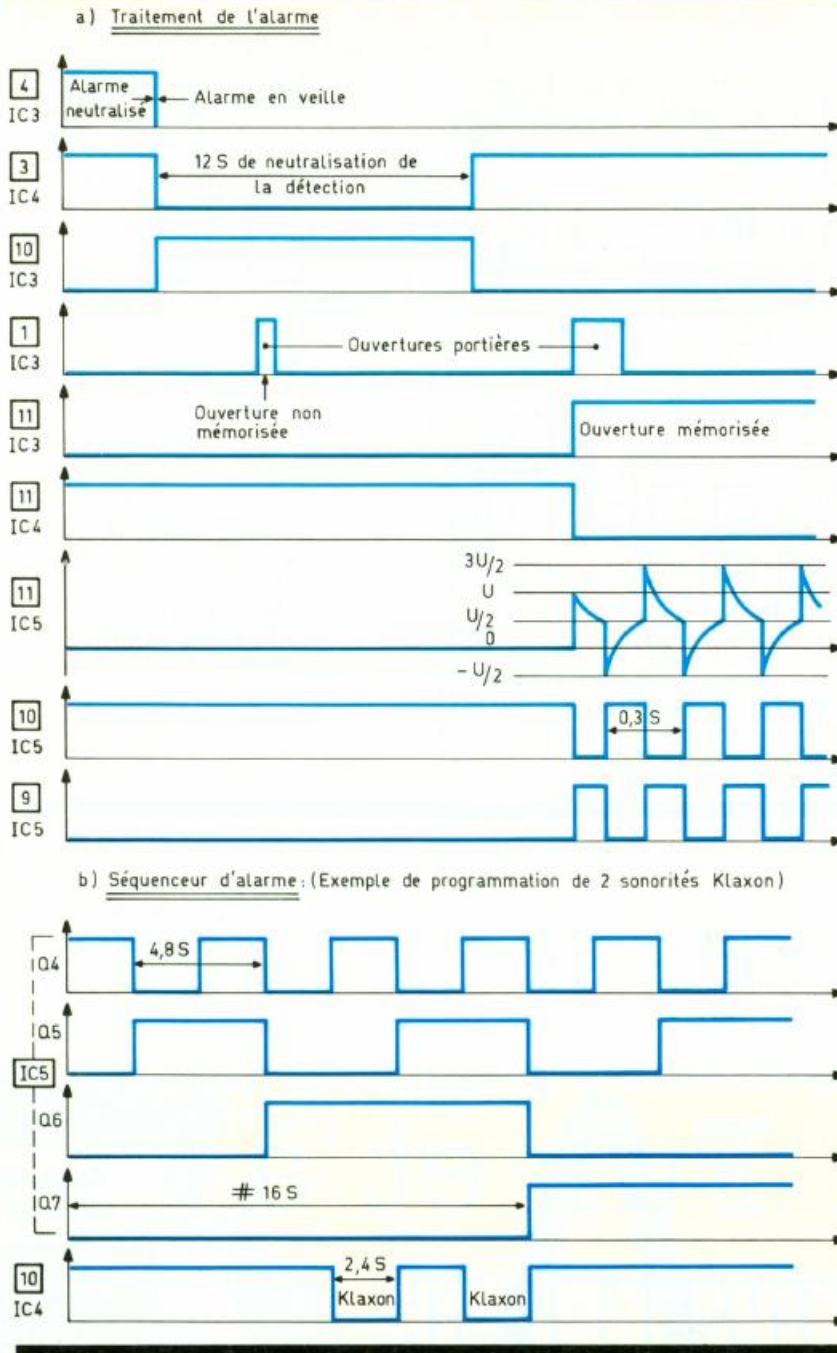 a) Traitement de l'alarme
4
IC3
Alarme
neutralisé
Alarme en veille
3
IC4
12 S de neutralisation de
la détection
10
IC3
1
IC3
Ouvertures portières
Ouverture non
mémorisée
11
IC3
Ouverture mémorisée
11
IC4
11
IC5
3U/2
U
U/2
0
-U/2
10
IC5
0,3 S
9
IC5
b) Séquenceur d'alarme : (Exemple de programmation de 2 sonorités Klaxon)
Q4
4,8 S
Q5
IC5
Q6
Q7
# 16 S
10
IC4
2,4 S
Klaxon
Klaxon